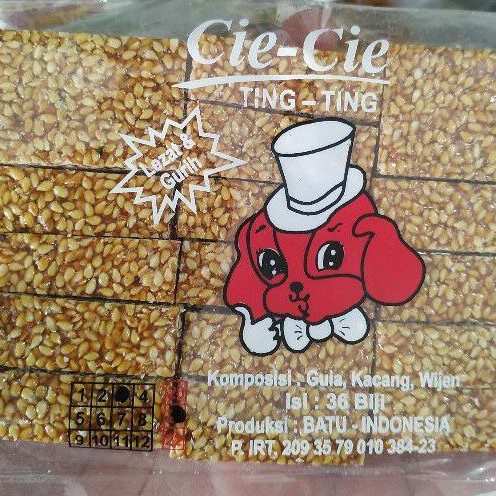 Cie-Cie
TING - TING
Lezat &
Gurih
Komposisi : Gula, Kacang, Wijen
Isi : 36 Biji
Produksi : BATU - INDONESIA
P. IRT. 209 35 79 010 384-23
1 2 4
5 6 7 8
9 10 11 12